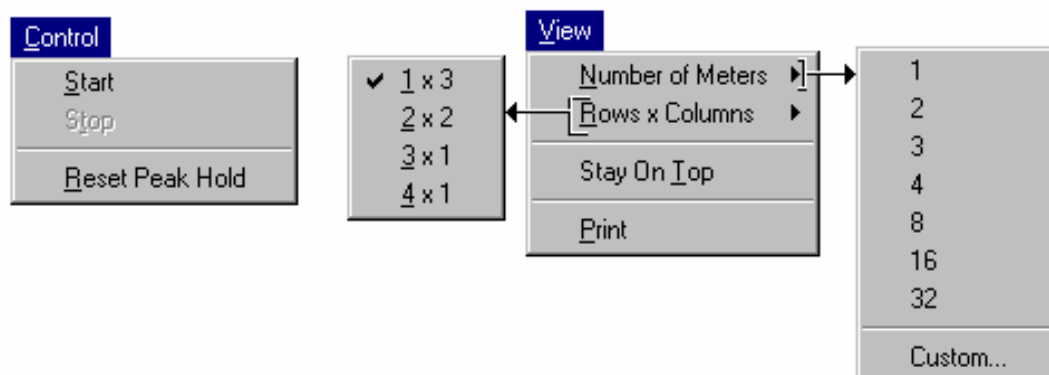 Control
Start
Stop
Reset Peak Hold
✔ 1 x 3
2 x 2
3 x 1
4 x 1
View
Number of Meters
Rows x Columns
Stay On Top
Print
1
2
3
4
8
16
32
Custom...